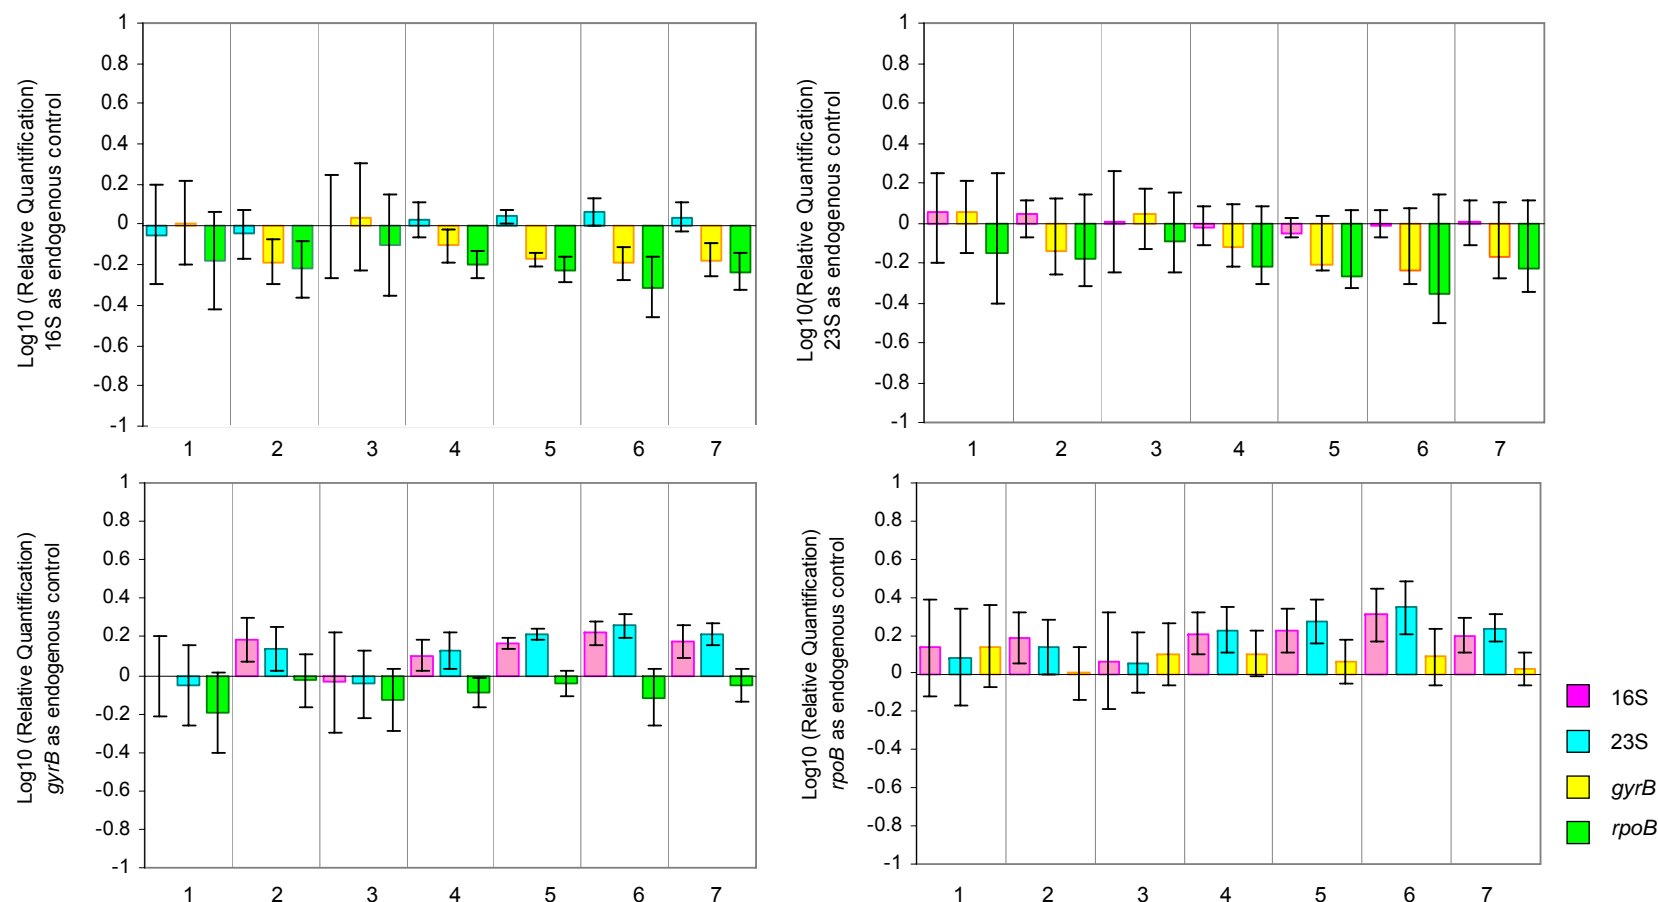 Log10 (Relative Quantification)
16S as endogenous control
1
0.8
0.6
0.4
0.2
0
-0.2
-0.4
-0.6
-0.8
-1
1 2 3 4 5 6 7
Log10(Relative Quantification)
23S as endogenous control
1
0.8
0.6
0.4
0.2
0
-0.2
-0.4
-0.6
-0.8
-1
1 2 3 4 5 6 7
Log10 (Relative Quantification)
gyrB as endogenous control
1
0.8
0.6
0.4
0.2
0
-0.2
-0.4
-0.6
-0.8
-1
1 2 3 4 5 6 7
Log10 (Relative Quantification)
rpoB as endogenous control
1
0.8
0.6
0.4
0.2
0
-0.2
-0.4
-0.6
-0.8
-1
1 2 3 4 5 6 7
16S
23S
gyrB
rpoB